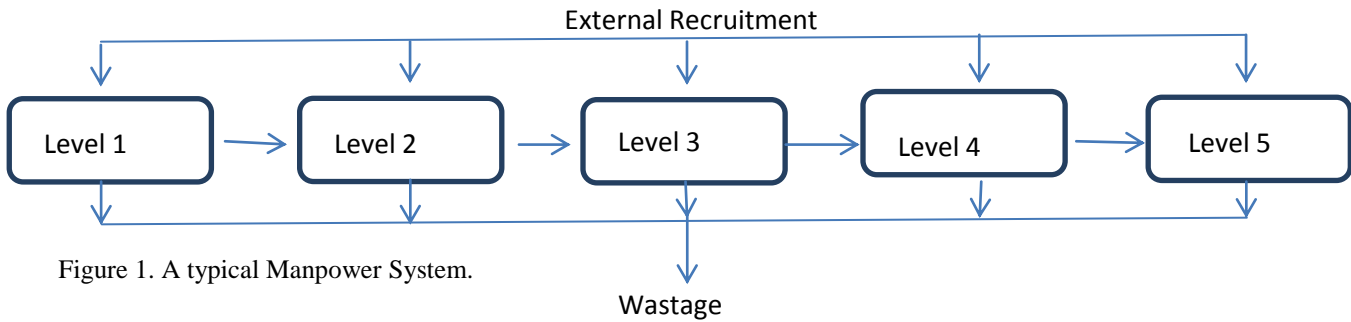 External Recruitment
Level 1
Level 2
Level 3
Level 4
Level 5
Figure 1. A typical Manpower System.
Wastage